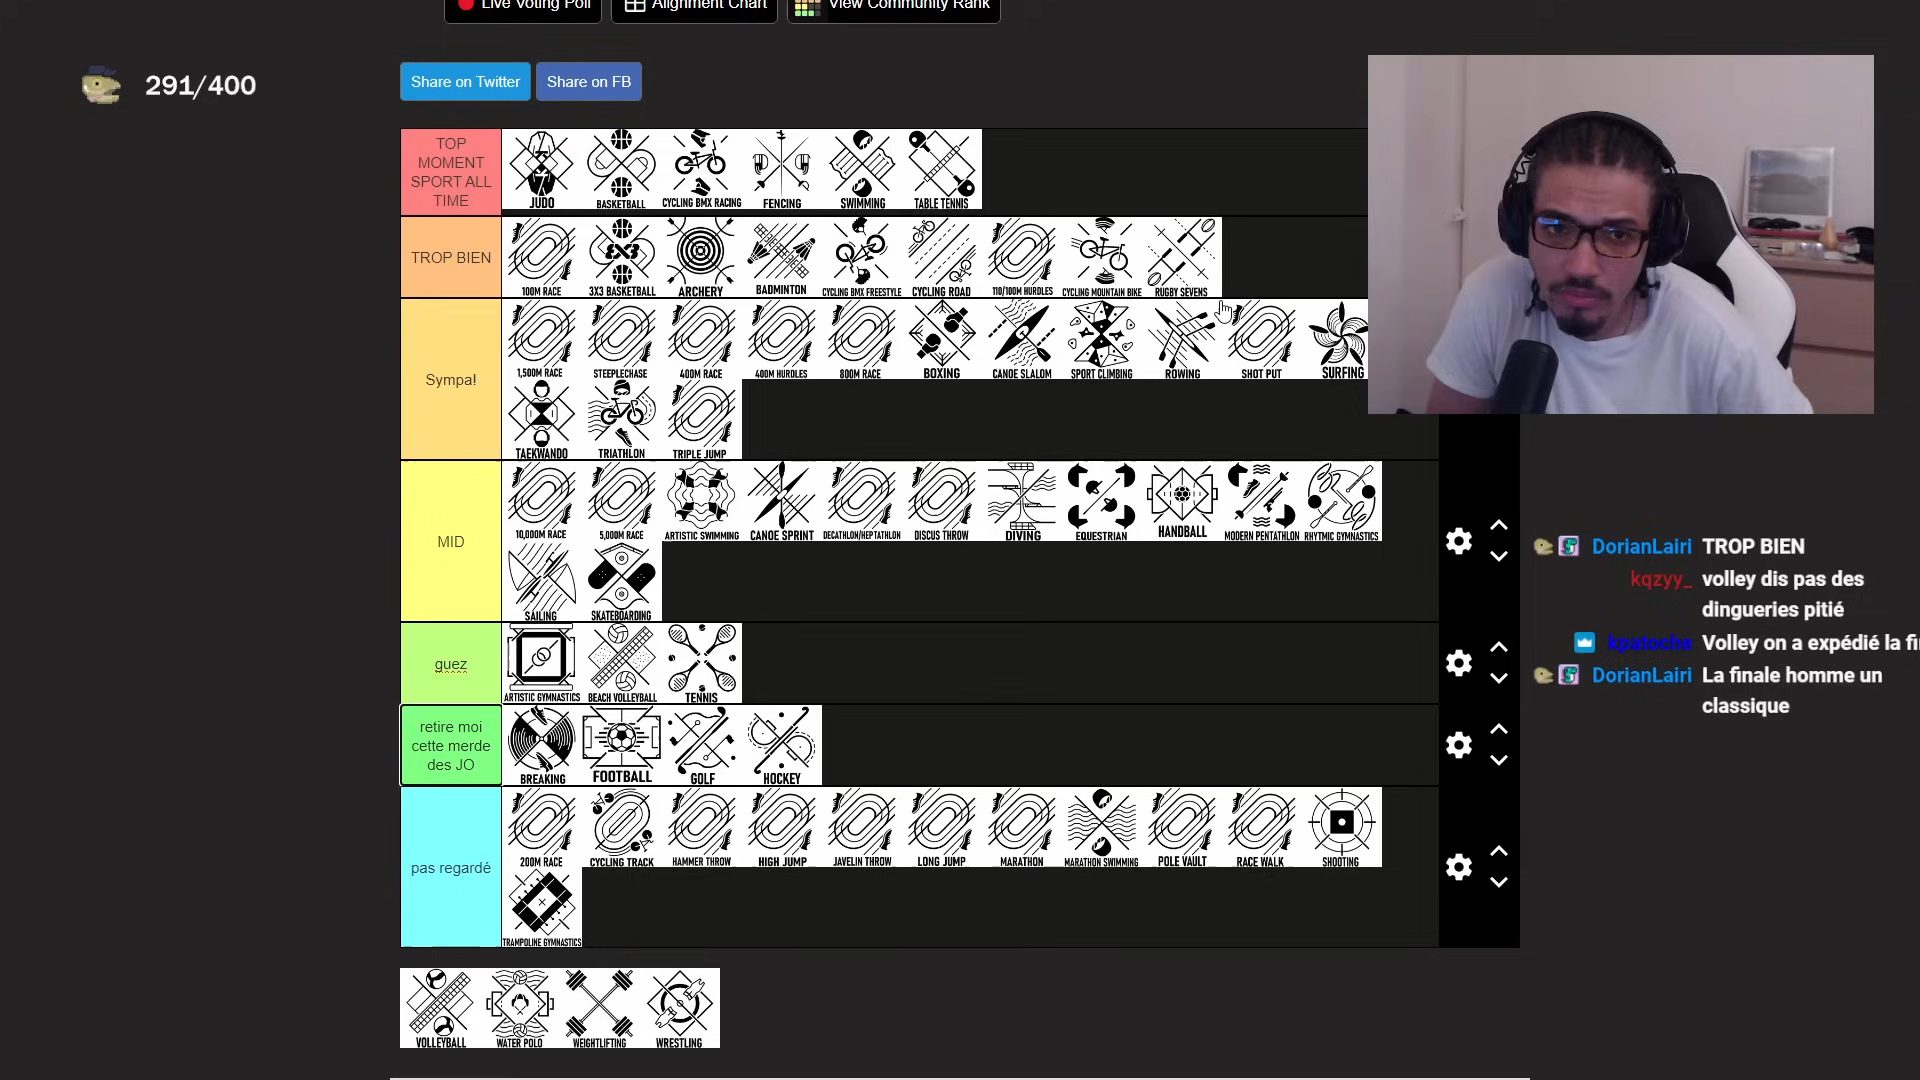 Live Voting Poll
Alignment Chart
View Community Rank
291/400
Share on Twitter
Share on FB
TOP
MOMENT
SPORT ALL
TIME
JUDO
BASKETBALL
CYCLING BMX RACING
FENCING
SWIMMING
TABLE TENNIS
TROP BIEN
100M RACE
3X3
3X3 BASKETBALL
ARCHERY
BADMINTON
CYCLING BMX FREESTYLE
CYCLING ROAD
110/100M HURDLES
CYCLING MOUNTAIN BIKE
RUGBY SEVENS
Sympa!
1,500M RACE
STEEPLECHASE
400M RACE
400M HURDLES
800M RACE
BOXING
CANOE SLALOM
SPORT CLIMBING
ROWING
SHOT PUT
SURFING
TAEKWANDO
TRIATHLON
TRIPLE JUMP
MID
10,000M RACE
5,000M RACE
ARTISTIC SWIMMING
CANOE SPRINT
DECATHLON/HEPTATHLON
DISCUS THROW
DIVING
EQUESTRIAN
HANDBALL
MODERN PENTATHLON
RHYTMIC GYMNASTICS
SAILING
SKATEBOARDING
guez
ARTISTIC GYMNASTICS
BEACH VOLLEYBALL
TENNIS
retire moi
cette merde
des JO
BREAKING
FOOTBALL
GOLF
HOCKEY
pas regardé
200M RACE
CYCLING TRACK
HAMMER THROW
HIGH JUMP
JAVELIN THROW
LONG JUMP
MARATHON
MARATHON SWIMMING
POLE VAULT
RACE WALK
SHOOTING
TRAMPOLINE GYMNASTICS
VOLLEYBALL
WATER POLO
WEIGHTLIFTING
WRESTLING
DorianLairi TROP BIEN
kqzyy_ volley dis pas des
dingueries pitié
kpatoche Volley on a expédié la fi
DorianLairi La finale homme un
classique